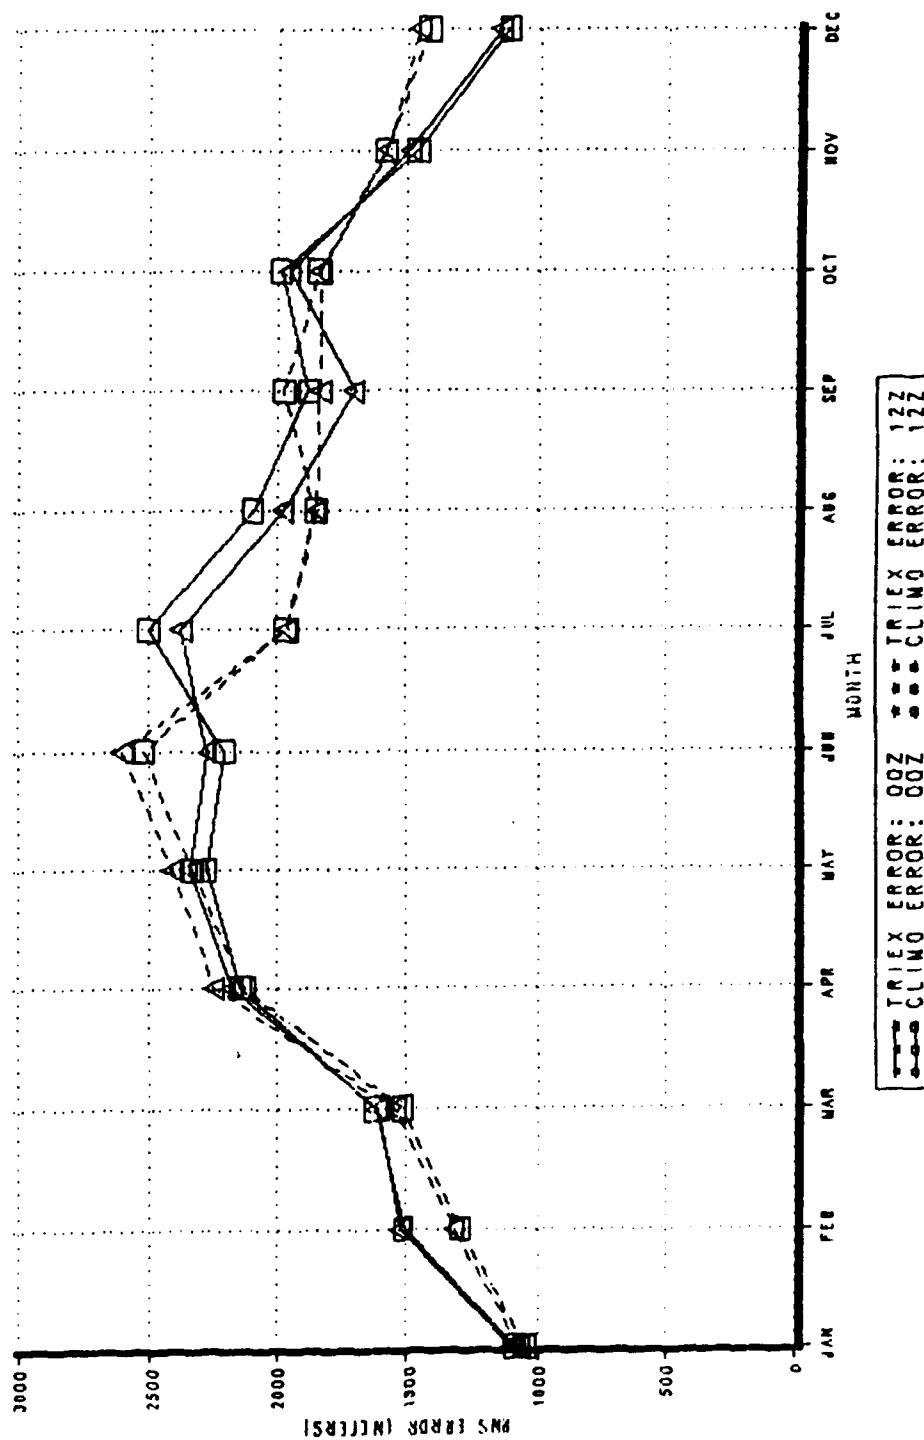 3000
2500
2000
1500
1000
500
0
RMS ERROR (METERS)
JAN FEB MAR APR MAY JUN JUL AUG SEP OCT NOV DEC
MONTH
TRIEX ERROR: 00Z TRIEX ERROR: 12Z
CLIMO ERROR: 00Z CLIMO ERROR: 12Z